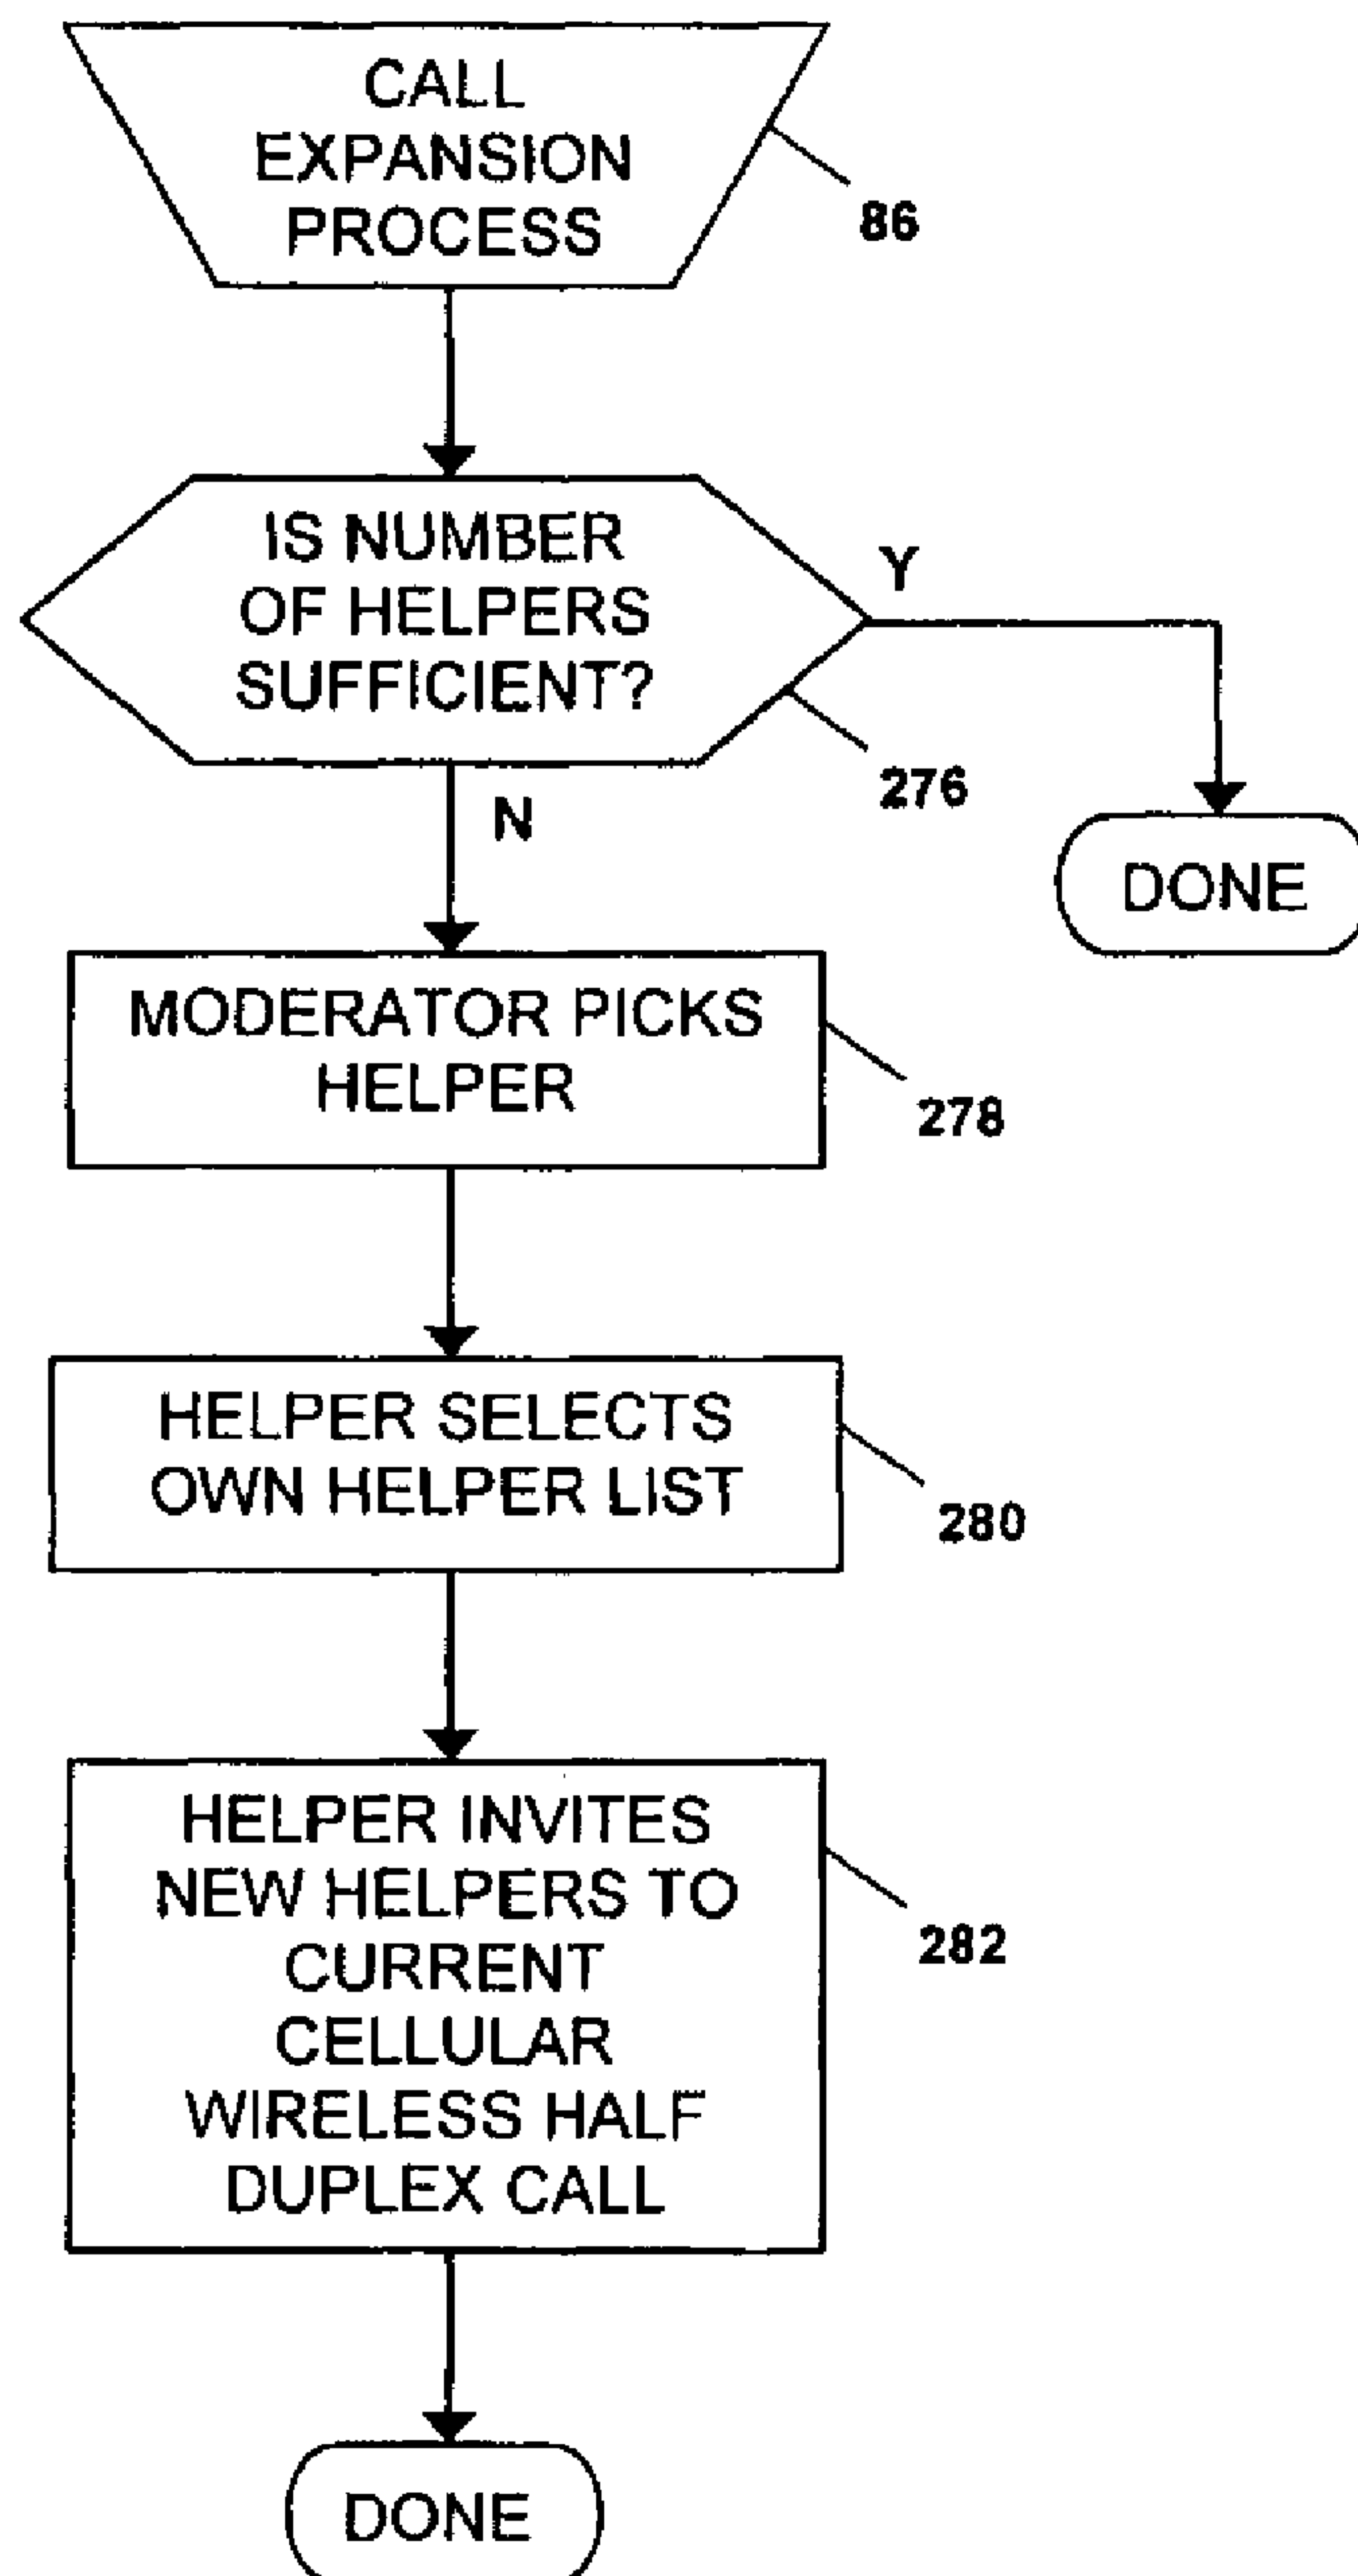 CALL
EXPANSION
PROCESS
86
IS NUMBER
OF HELPERS
SUFFICIENT?
Y
276
N
DONE
MODERATOR PICKS
HELPER
278
HELPER SELECTS
OWN HELPER LIST
280
HELPER INVITES
NEW HELPERS TO
CURRENT
CELLULAR
WIRELESS HALF
DUPLEX CALL
282
DONE